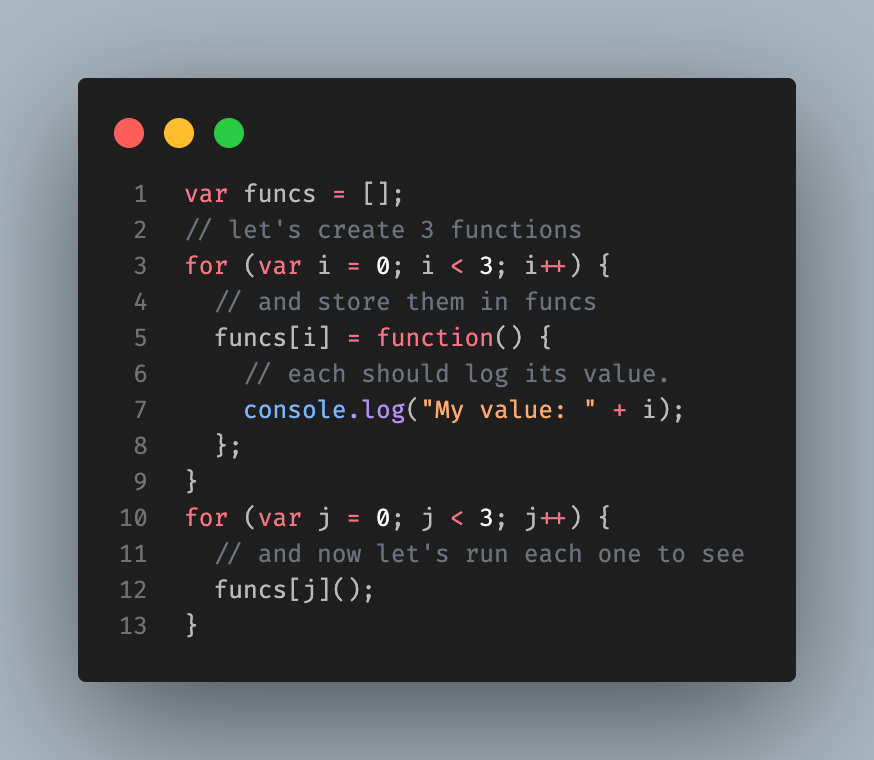 1 var funcs = [];
2 // let's create 3 functions
3 for (var i = 0; i < 3; i++) {
4   // and store them in funcs
5   funcs[i] = function() {
6     // each should log its value.
7     console.log("My value: " + i);
8   };
9 }
10 for (var j = 0; j < 3; j++) {
11   // and now let's run each one to see
12   funcs[j]();
13 }